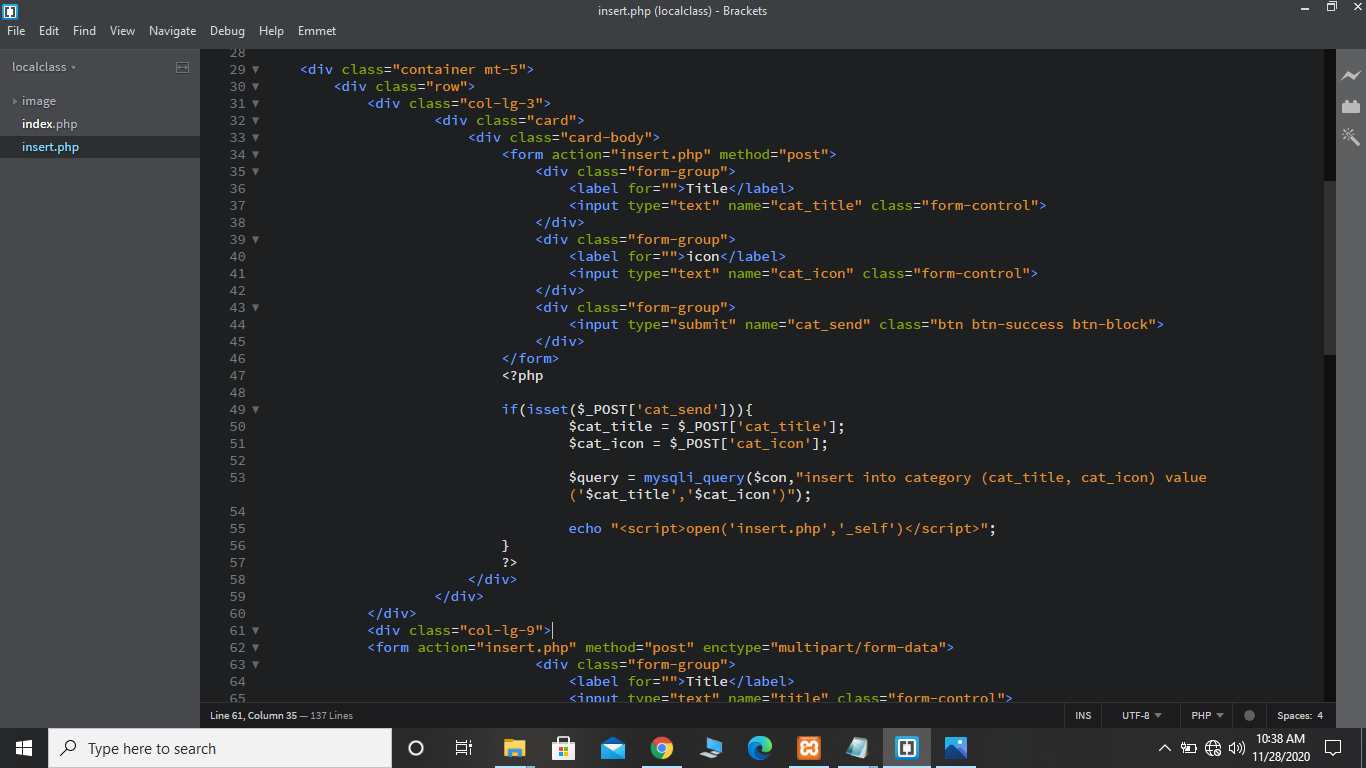 insert.php (localclass) - Brackets
File Edit Find View Navigate Debug Help Emmet
localclass
image
index.php
insert.php
28
29 <div class="container mt-5">
30 <div class="row">
31 <div class="col-lg-3">
32 <div class="card">
33 <div class="card-body">
34 <form action="insert.php" method="post">
35 <div class="form-group">
36 <label for="">Title</label>
37 <input type="text" name="cat_title" class="form-control">
38 </div>
39 <div class="form-group">
40 <label for="">icon</label>
41 <input type="text" name="cat_icon" class="form-control">
42 </div>
43 <div class="form-group">
44 <input type="submit" name="cat_send" class="btn btn-success btn-block">
45 </div>
46 </form>
47 <?php
48
49 if(isset($_POST['cat_send'])){
50 $cat_title = $_POST['cat_title'];
51 $cat_icon = $_POST['cat_icon'];
52
53 $query = mysqli_query($con,"insert into category (cat_title, cat_icon) value
('$cat_title','$cat_icon')");
54
55 echo "<script>open('insert.php','_self')</script>";
56 }
57 ?>
58 </div>
59 </div>
60 </div>
61 <div class="col-lg-9">
62 <form action="insert.php" method="post" enctype="multipart/form-data">
63 <div class="form-group">
64 <label for="">Title</label>
65 <input type="text" name="title" class="form-control">
Line 61, Column 35 — 137 Lines
INS UTF-8 PHP Spaces: 4
Type here to search
10:38 AM
11/28/2020